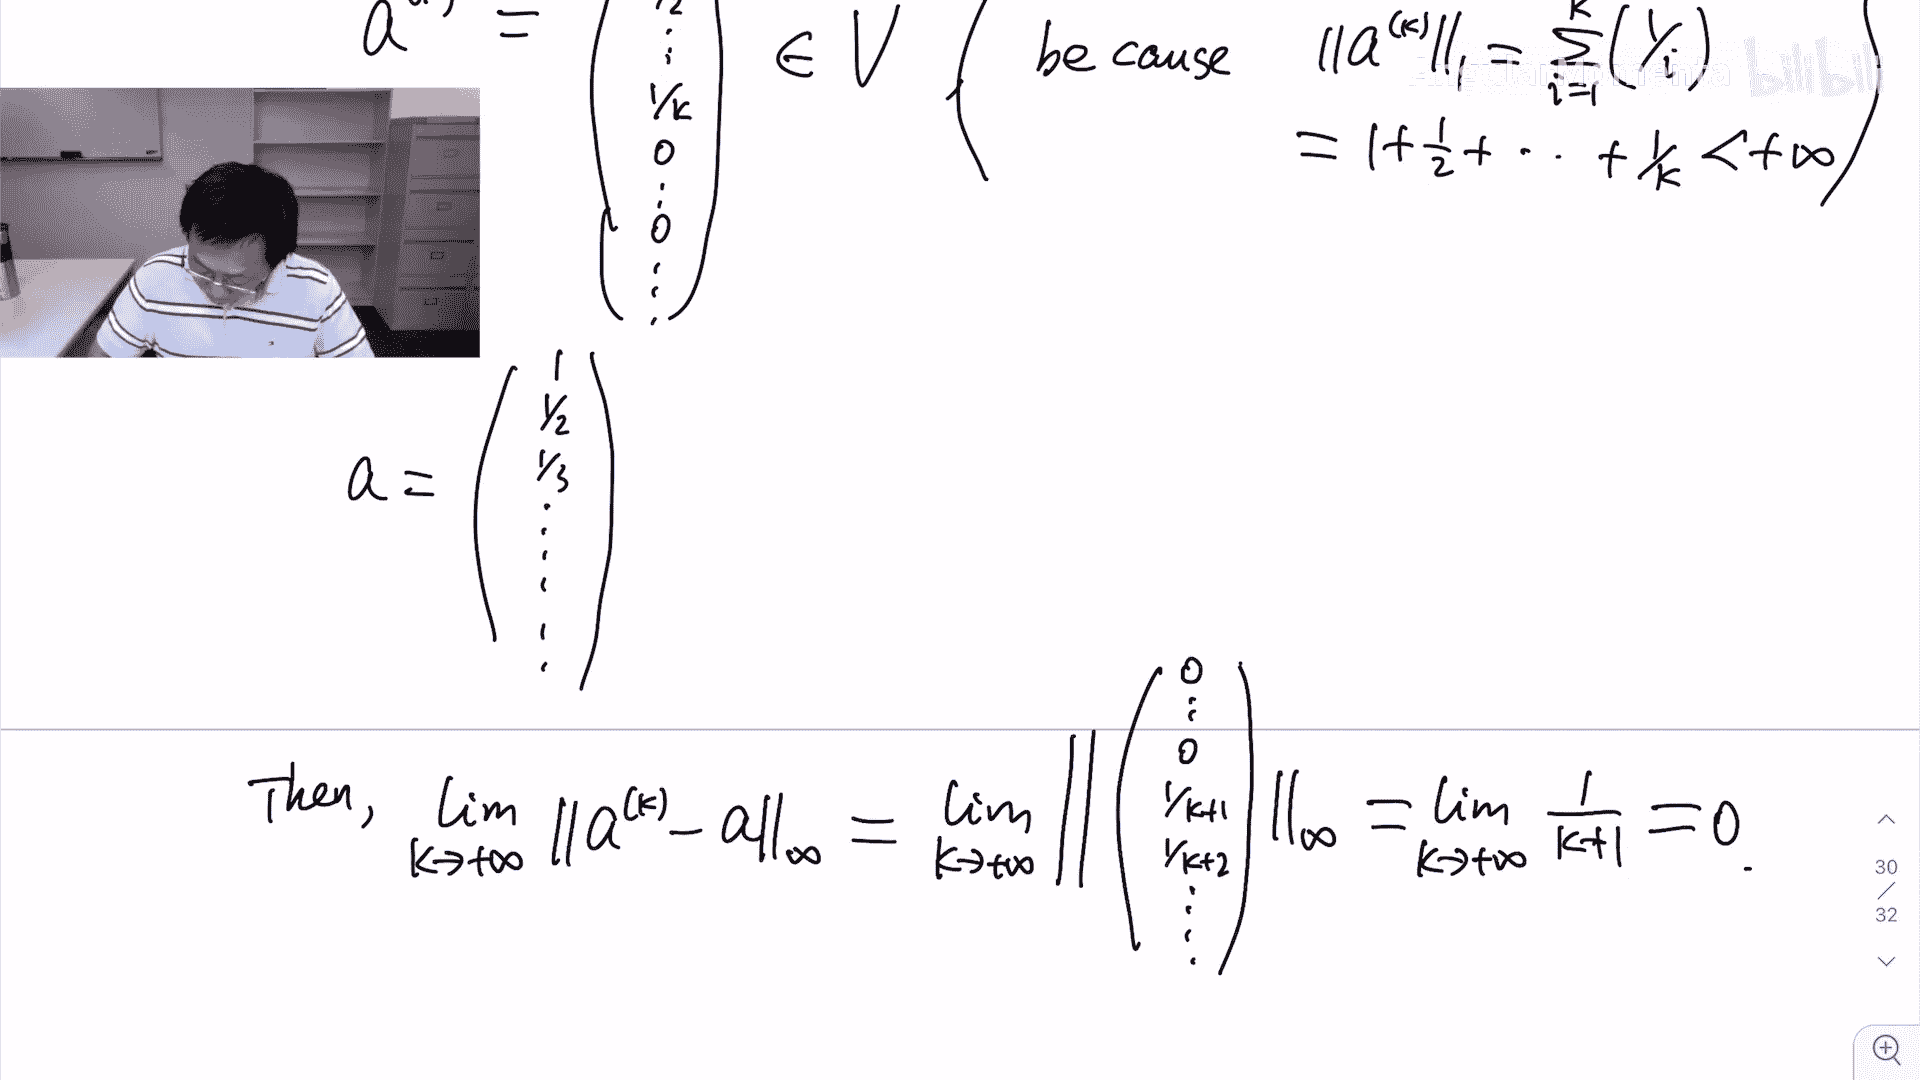 a^(k) = ( 1/2 ⋮ 1/k 0 ⋮ 0 ⋮ ) ∈ V ( because ‖a^(k)‖₁ = Σ_{i=1}^{k} (1/i)
= 1 + 1/2 + ··· + 1/k < +∞ )
a = ( 1 1/2 1/3 ⋮ )
Then, lim_{k→+∞} ‖a^(k) − a‖_∞ = lim_{k→+∞} ‖ ( 0 ⋮ 0 1/k+1 1/k+2 ⋮ ) ‖_∞ = lim_{k→+∞} 1/(k+1) = 0.
bilibili
30
/
32